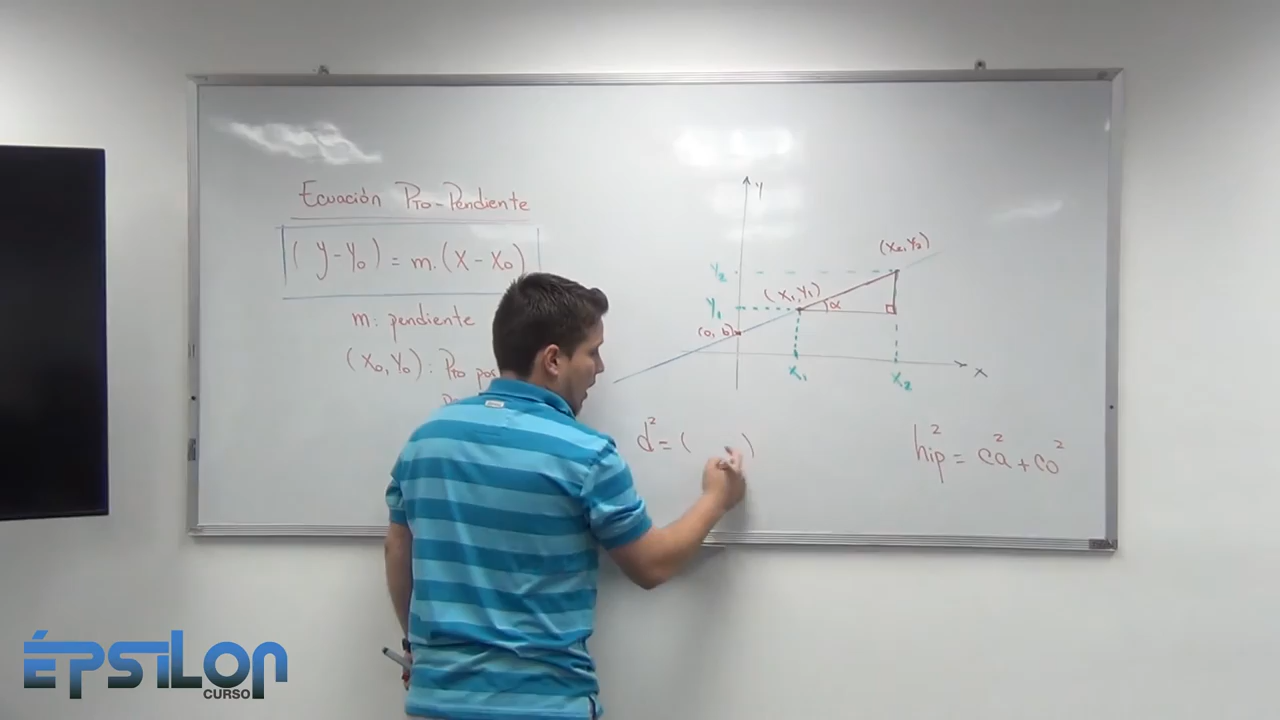 Ecuación Pto-Pendiente
(y-y₀) = m.(x-x₀)
m: pendiente
(x₀,y₀): Pto
y
(x₂,y₂)
y₂
(x₁,y₁)
α
y₁
(0, b)
x₁
x₂
x
d² = ( )
hip² = ca² + co²
ÉPSILON
CURSO